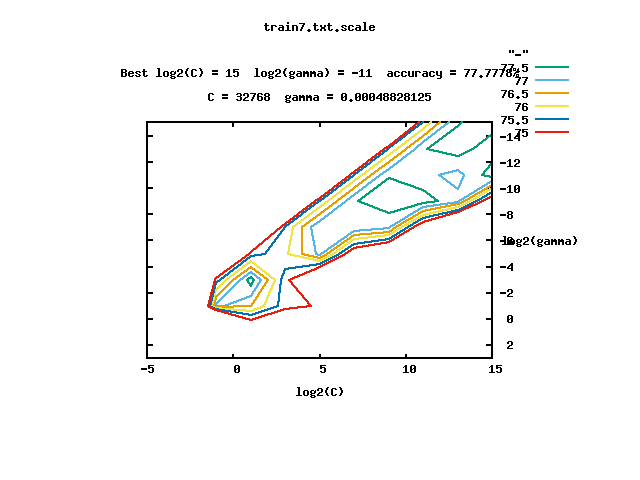 train7.txt.scale
"-"
Best log2(C) = 15  log2(gamma) = -11  accuracy = 77.7778%
77.5
77
76.5
C = 32768  gamma = 0.00048828125
76
75.5
75
-14
-12
-10
-8
-6
log2(gamma)
-4
-2
0
2
-5 0 5 10 15
log2(C)